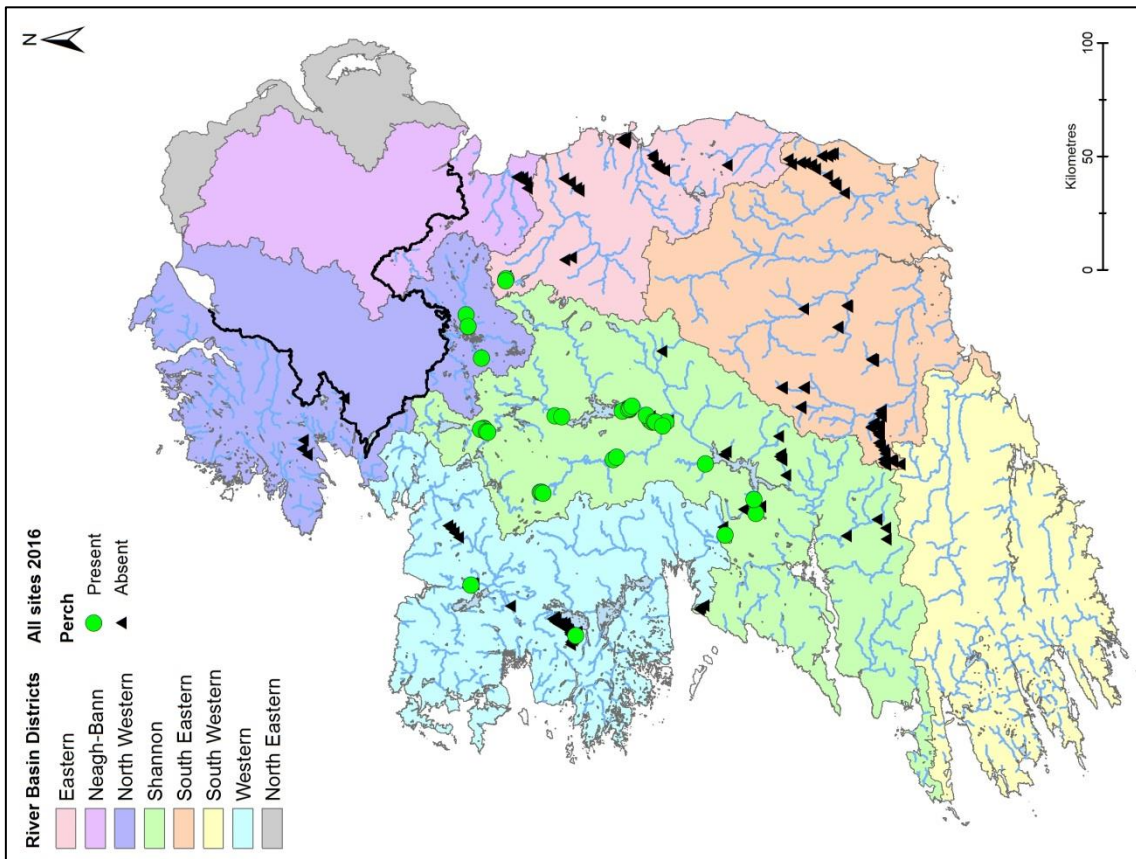 River Basin Districts
Eastern
Neagh-Bann
North Western
Shannon
South Eastern
South Western
Western
North Eastern
All sites 2016
Perch
Present
Absent
N
Kilometres
0
50
100